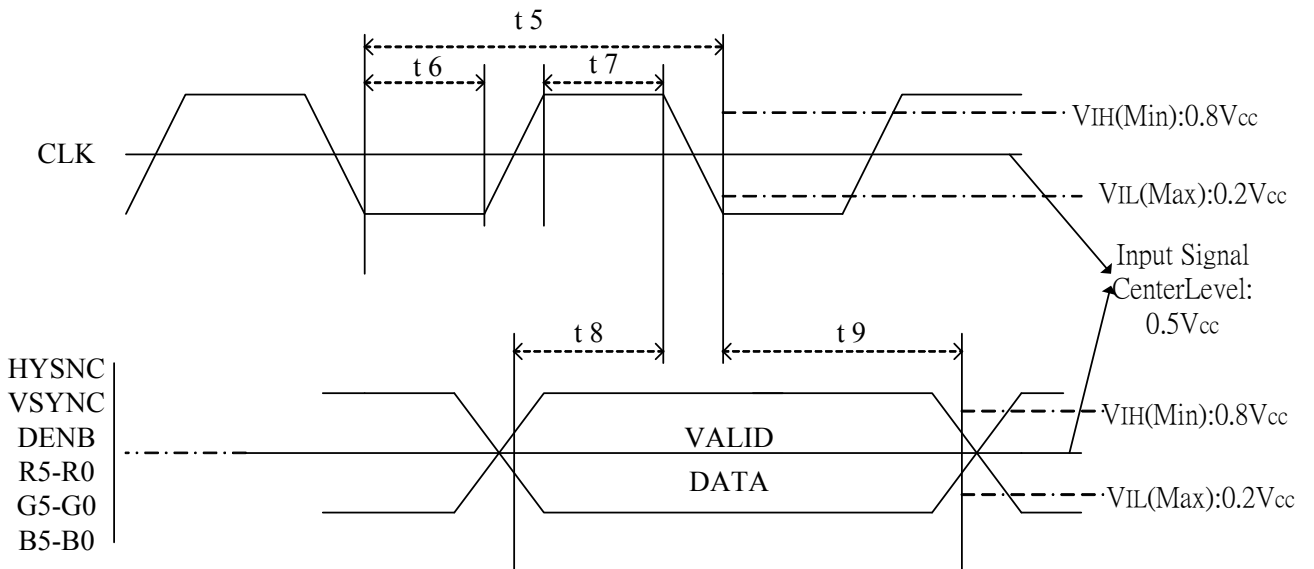 t 5
t 6
t 7
VIH(Min):0.8Vcc
CLK
VIL(Max):0.2Vcc
Input Signal
CenterLevel:
0.5Vcc
t 8
t 9
HYSNC
VSYNC
VIH(Min):0.8Vcc
DENB
VALID
R5-R0
DATA
G5-G0
VIL(Max):0.2Vcc
B5-B0